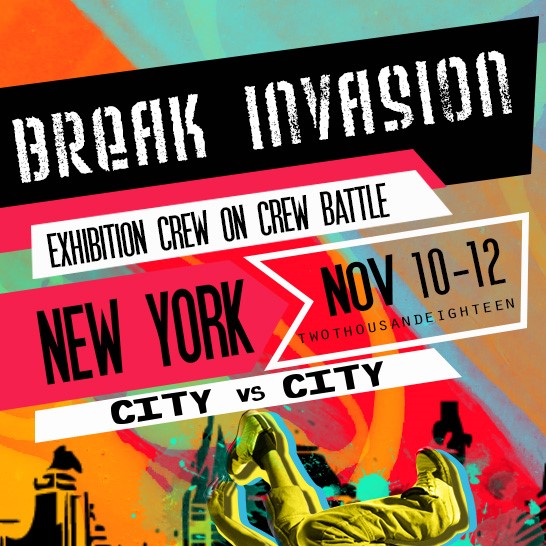 BREAK INVASION
EXHIBITION CREW ON CREW BATTLE
NEW YORK
NOV 10-12
TWOTHOUSANDEIGHTEEN
CITY VS CITY